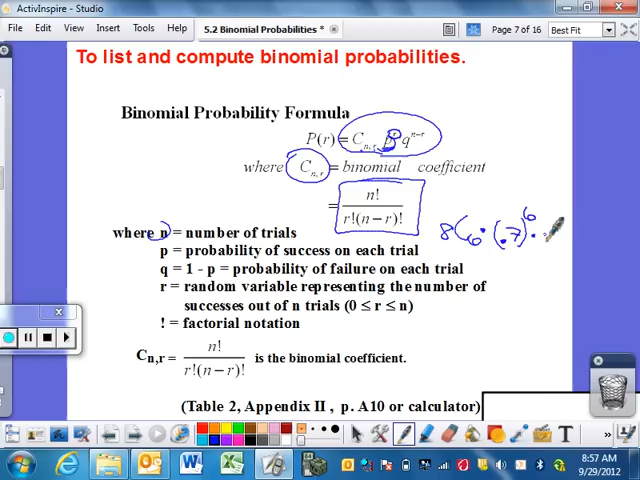 ActivInspire - Studio
File Edit View Insert Tools Help
5.2 Binomial Probabilities *
Page 7 of 16
Best Fit
To list and compute binomial probabilities.
Binomial Probability Formula
P(r) = C n,r p^r q^n-r
where C n,r = binomial coefficient
= n! / r!(n-r)!
where n = number of trials
8C6 · (.7)^6 · .
p = probability of success on each trial
q = 1 - p = probability of failure on each trial
r = random variable representing the number of
successes out of n trials (0 ≤ r ≤ n)
! = factorial notation
C n,r = n! / r!(n-r)! is the binomial coefficient.
(Table 2, Appendix II , p. A10 or calculator)
8:57 AM
9/29/2012